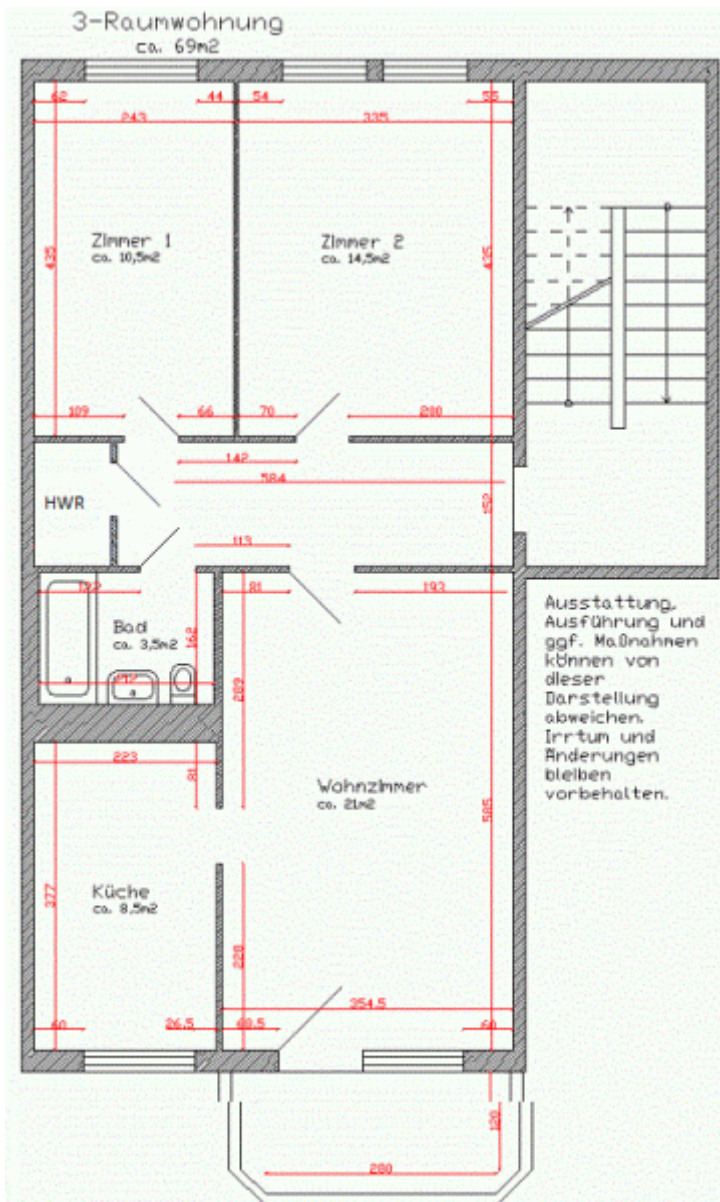 3-Raumwohnung
ca. 69m2
62
44
54
55
243
335
Zimmer 1
ca. 10,5m2
Zimmer 2
ca. 14,5m2
435
435
109
66
70
280
142
584
HWR
152
113
122
81
193
Bad
ca. 3,5m2
162
212
289
Ausstattung,
Ausführung und
ggf. Maßnahmen
können von
dieser
Darstellung
abweichen.
Irrtum und
Änderungen
bleiben
vorbehalten.
223
81
Wohnzimmer
ca. 21m2
585
377
Küche
ca. 8,5m2
228
354.5
60
26.5
68.5
60
120
280